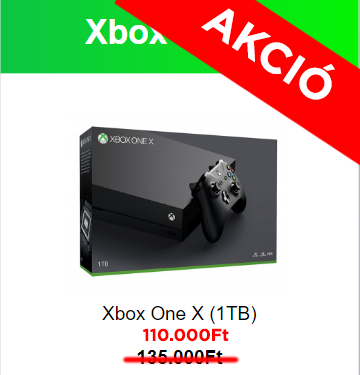 Xbox
AKCIÓ
XBOX ONE X
1TB
Xbox One X (1TB)
110.000Ft
135.000Ft